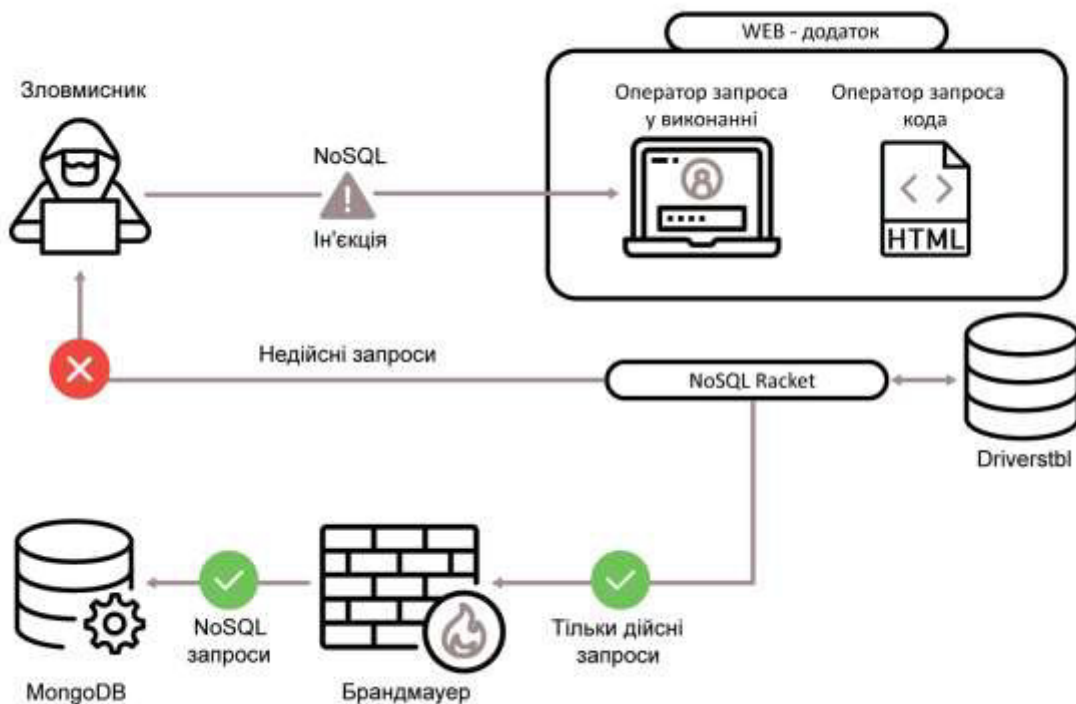 WEB - додаток
Зловмисник
Оператор запроса
у виконанні
Оператор запроса
кода
NoSQL
Ін'єкція
HTML
Недійсні запроси
NoSQL Racket
Driverstbl
NoSQL
запроси
Тільки дійсні
запроси
MongoDB
Брандмауер